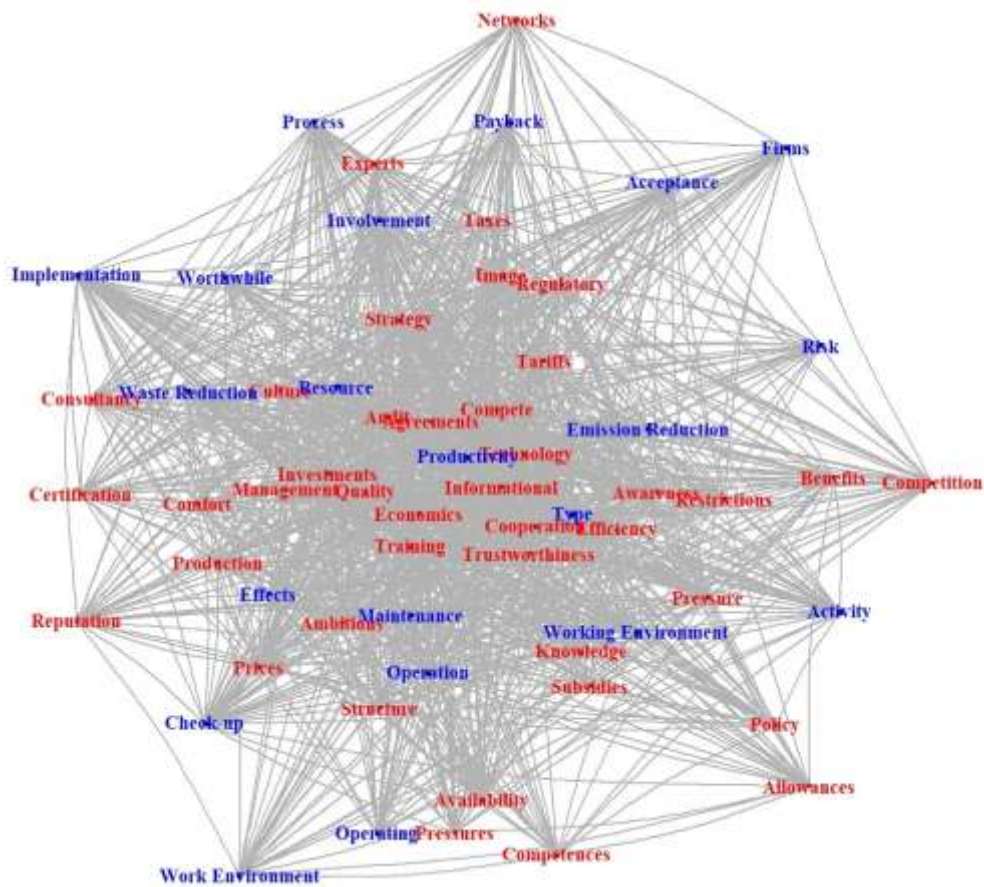 Networks
Process
Payback
Firms
Experts
Acceptance
Involvement
Taxes
Implementation
Worthwhile
Image
Regulatory
Strategy
Risk
Tariffs
Consultancy
Waste Reduction
Culture
Resource
Audit
Agreements
Compete
Emission Reduction
Productivity
Technology
Investments
Benefits
Competition
Certification
Comfort
Management
Quality
Informational
Awareness
Restrictions
Economics
Type
Cooperation
Efficiency
Training
Trustworthiness
Production
Effects
Pressure
Activity
Reputation
Ambitions
Maintenance
Working Environment
Knowledge
Prices
Operation
Subsidies
Structure
Check-up
Policy
Allowances
Availability
Operating
Pressures
Competences
Work Environment